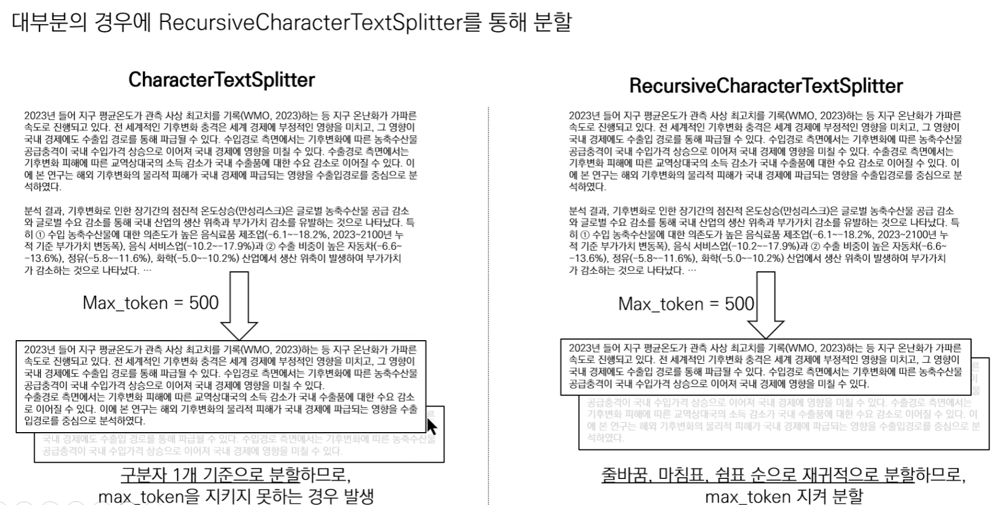 대부분의 경우에 RecursiveCharacterTextSplitter를 통해 분할
CharacterTextSplitter
2023년 들어 지구 평균온도가 관측 사상 최고치를 기록(WMO, 2023)하는 등 지구 온난화가 가파른
속도로 진행되고 있다. 전 세계적인 기후변화 충격은 세계 경제에 부정적인 영향을 미치고, 그 영향이
국내 경제에도 수출입 경로를 통해 파급될 수 있다. 수입경로 측면에서는 기후변화에 따른 농축수산물
공급충격이 국내 수입가격 상승으로 이어져 국내 경제에 영향을 미칠 수 있다. 수출경로 측면에서는
기후변화 피해에 따른 교역상대국의 소득 감소가 국내 수출품에 대한 수요 감소로 이어질 수 있다. 이
에 본 연구는 해외 기후변화의 물리적 피해가 국내 경제에 파급되는 영향을 수출입경로를 중심으로 분
석하였다.
분석 결과, 기후변화로 인한 장기간의 점진적 온도상승(만성리스크)은 글로벌 농축수산물 공급 감소
와 글로벌 수요 감소를 통해 국내 산업의 생산 위축과 부가가치 감소를 유발하는 것으로 나타났다. 특
히 ① 수입 농축수산물에 대한 의존도가 높은 음식료품 제조업(-6.1~-18.2%, 2023~2100년 누
적 기준 부가가치 변동폭), 음식 서비스업(-10.2~-17.9%)과 ② 수출 비중이 높은 자동차(-6.6~
-13.6%), 정유(-5.8~-11.6%), 화학(-5.0~-10.2%) 산업에서 생산 위축이 발생하여 부가가치
가 감소하는 것으로 나타났다. …
Max_token = 500
2023년 들어 지구 평균온도가 관측 사상 최고치를 기록(WMO, 2023)하는 등 지구 온난화가 가파른
속도로 진행되고 있다. 전 세계적인 기후변화 충격은 세계 경제에 부정적인 영향을 미치고, 그 영향이
국내 경제에도 수출입 경로를 통해 파급될 수 있다. 수입경로 측면에서는 기후변화에 따른 농축수산물
공급충격이 국내 수입가격 상승으로 이어져 국내 경제에 영향을 미칠 수 있다.
수출경로 측면에서는 기후변화 피해에 따른 교역상대국의 소득 감소가 국내 수출품에 대한 수요 감소
로 이어질 수 있다. 이에 본 연구는 해외 기후변화의 물리적 피해가 국내 경제에 파급되는 영향을 수출
입경로를 중심으로 분석하였다.
른
국내 경제에도 수출입 경로를 통해 파급될 수 있다. 수입경로 측면에서는 기후변화에 따른 농축수산물
공급충격이 국내 수입가격 상승으로 이어져 국내 경제에 영향을 미칠 수 있다.
구분자 1개 기준으로 분할하므로,
max_token을 지키지 못하는 경우 발생
RecursiveCharacterTextSplitter
2023년 들어 지구 평균온도가 관측 사상 최고치를 기록(WMO, 2023)하는 등 지구 온난화가 가파른
속도로 진행되고 있다. 전 세계적인 기후변화 충격은 세계 경제에 부정적인 영향을 미치고, 그 영향이
국내 경제에도 수출입 경로를 통해 파급될 수 있다. 수입경로 측면에서는 기후변화에 따른 농축수산물
공급충격이 국내 수입가격 상승으로 이어져 국내 경제에 영향을 미칠 수 있다. 수출경로 측면에서는
기후변화 피해에 따른 교역상대국의 소득 감소가 국내 수출품에 대한 수요 감소로 이어질 수 있다. 이
에 본 연구는 해외 기후변화의 물리적 피해가 국내 경제에 파급되는 영향을 수출입경로를 중심으로 분
석하였다.
분석 결과, 기후변화로 인한 장기간의 점진적 온도상승(만성리스크)은 글로벌 농축수산물 공급 감소
와 글로벌 수요 감소를 통해 국내 산업의 생산 위축과 부가가치 감소를 유발하는 것으로 나타났다. 특
히 ① 수입 농축수산물에 대한 의존도가 높은 음식료품 제조업(-6.1~-18.2%, 2023~2100년 누
적 기준 부가가치 변동폭), 음식 서비스업(-10.2~-17.9%)과 ② 수출 비중이 높은 자동차(-6.6~
-13.6%), 정유(-5.8~-11.6%), 화학(-5.0~-10.2%) 산업에서 생산 위축이 발생하여 부가가치
가 감소하는 것으로 나타났다. …
Max_token = 500
2023년 들어 지구 평균온도가 관측 사상 최고치를 기록(WMO, 2023)하는 등 지구 온난화가 가파른
속도로 진행되고 있다. 전 세계적인 기후변화 충격은 세계 경제에 부정적인 영향을 미치고, 그 영향이
국내 경제에도 수출입 경로를 통해 파급될 수 있다. 수입경로 측면에서는 기후변화에 따른 농축수산물
공급충격이 국내 수입가격 상승으로 이어져 국내 경제에 영향을 미칠 수 있다.
른
이
물
공급충격이 국내 수입가격 상승으로 이어져 국내 경제에 영향을 미칠 수 있다. 수출경로 측면에서는
기후변화 피해에 따른 교역상대국의 소득 감소가 국내 수출품에 대한 수요 감소로 이어질 수 있다. 이
에 본 연구는 해외 기후변화의 물리적 피해가 국내 경제에 파급되는 영향을 수출입경로를 중심으로 분
석하였다.
줄바꿈, 마침표, 쉼표 순으로 재귀적으로 분할하므로,
max_token 지켜 분할